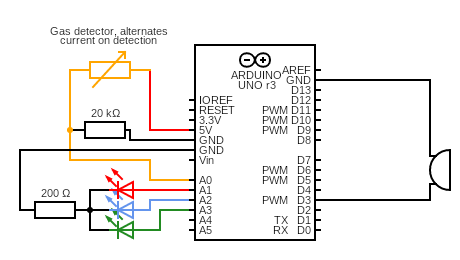 Gas detector, alternates
current on detection
20 kΩ
200 Ω
ARDUINO
UNO r3
IOREF
RESET
3.3V
5V
GND
GND
Vin
A0
A1
A2
A3
A4
A5
AREF
GND
D13
D12
PWM D11
PWM D10
PWM D9
D8
D7
PWM D6
PWM D5
D4
PWM D3
D2
TX D1
RX D0